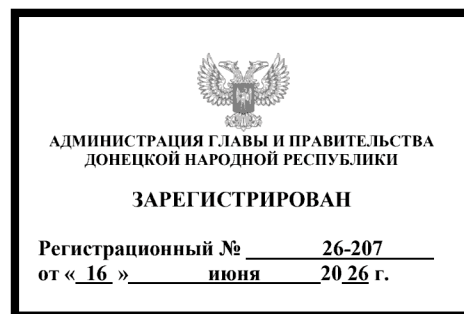 АДМИНИСТРАЦИЯ ГЛАВЫ И ПРАВИТЕЛЬСТВА
ДОНЕЦКОЙ НАРОДНОЙ РЕСПУБЛИКИ
ЗАРЕГИСТРИРОВАН
Регистрационный № 26-207
от « 16 » июня 20 26 г.